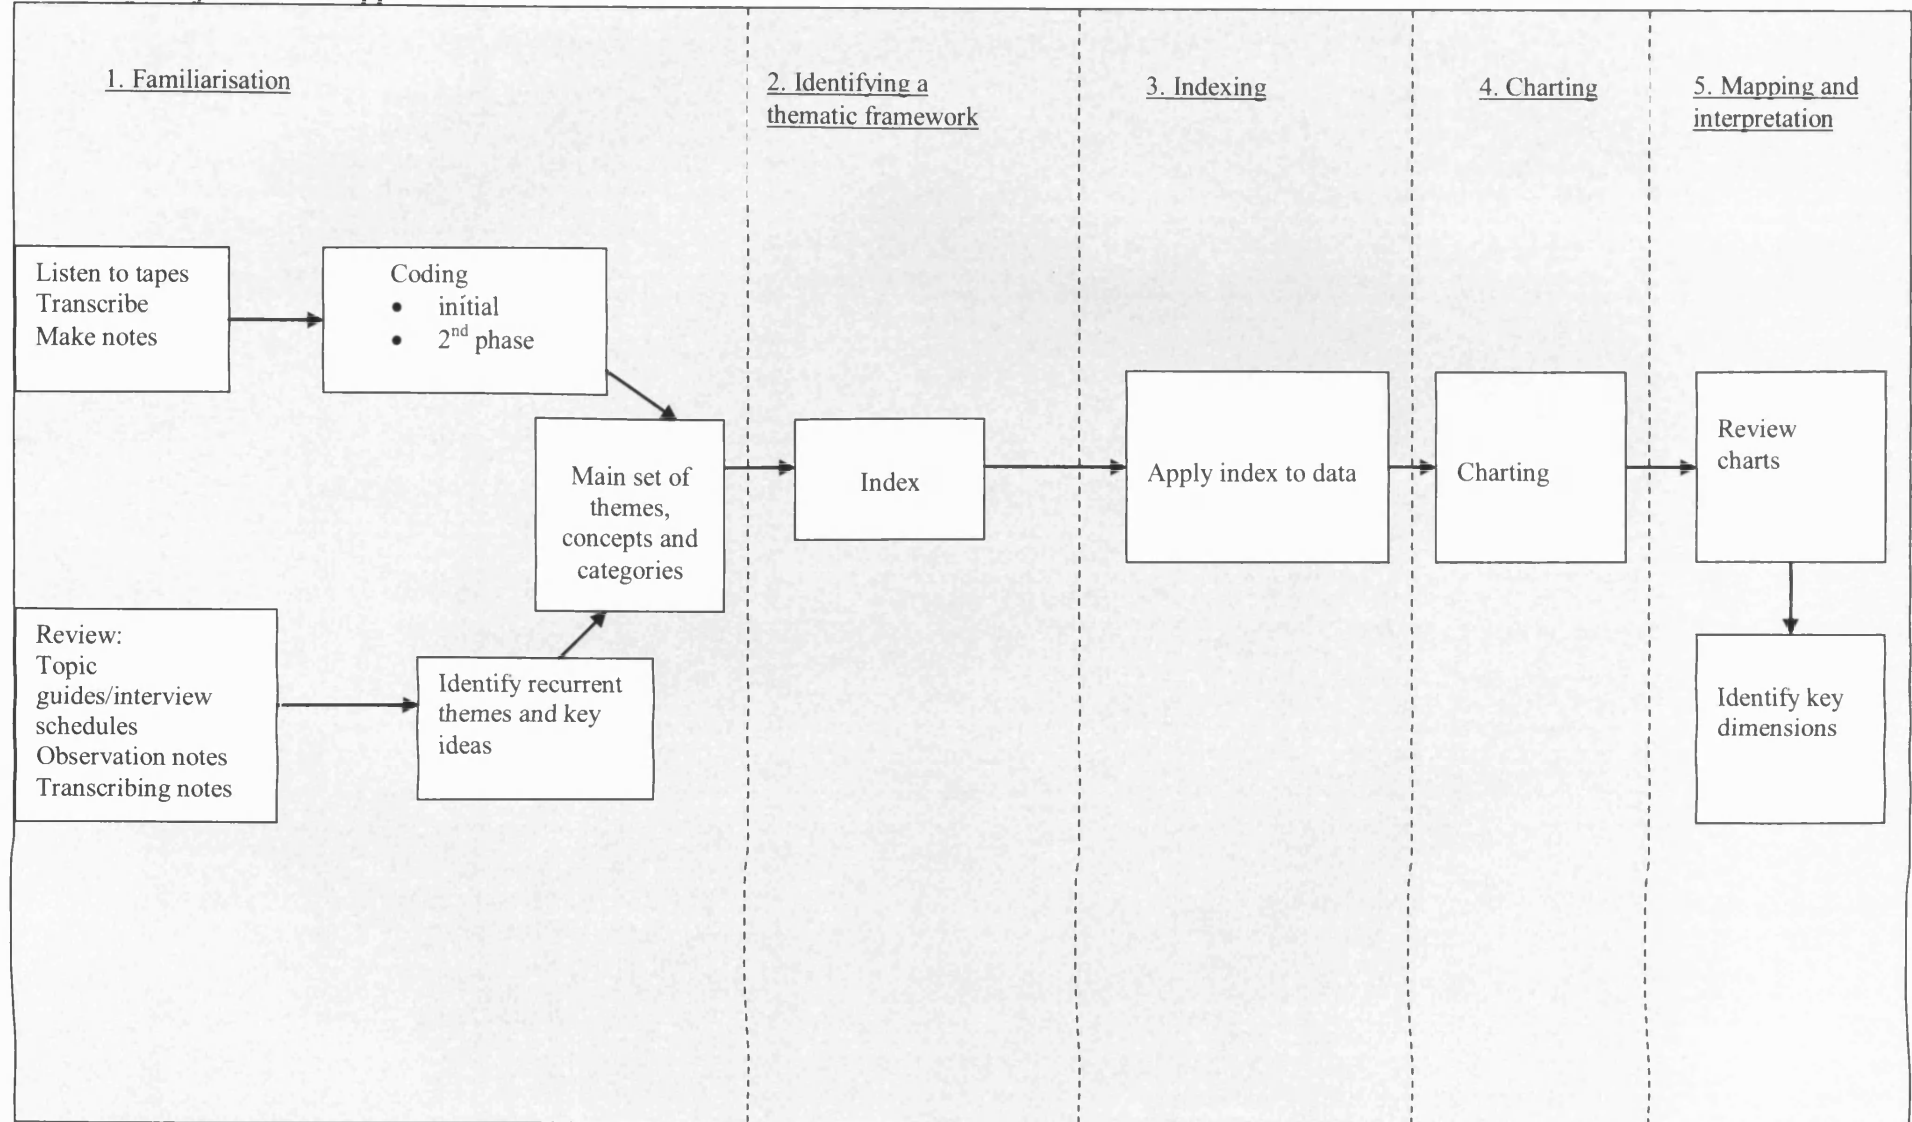 1. Familiarisation
2. Identifying a
thematic framework
3. Indexing
4. Charting
5. Mapping and
interpretation
Listen to tapes
Transcribe
Make notes
Coding
• initial
• 2nd phase
Main set of
themes,
concepts and
categories
Review:
Topic
guides/interview
schedules
Observation notes
Transcribing notes
Identify recurrent
themes and key
ideas
Index
Apply index to data
Charting
Review
charts
Identify key
dimensions